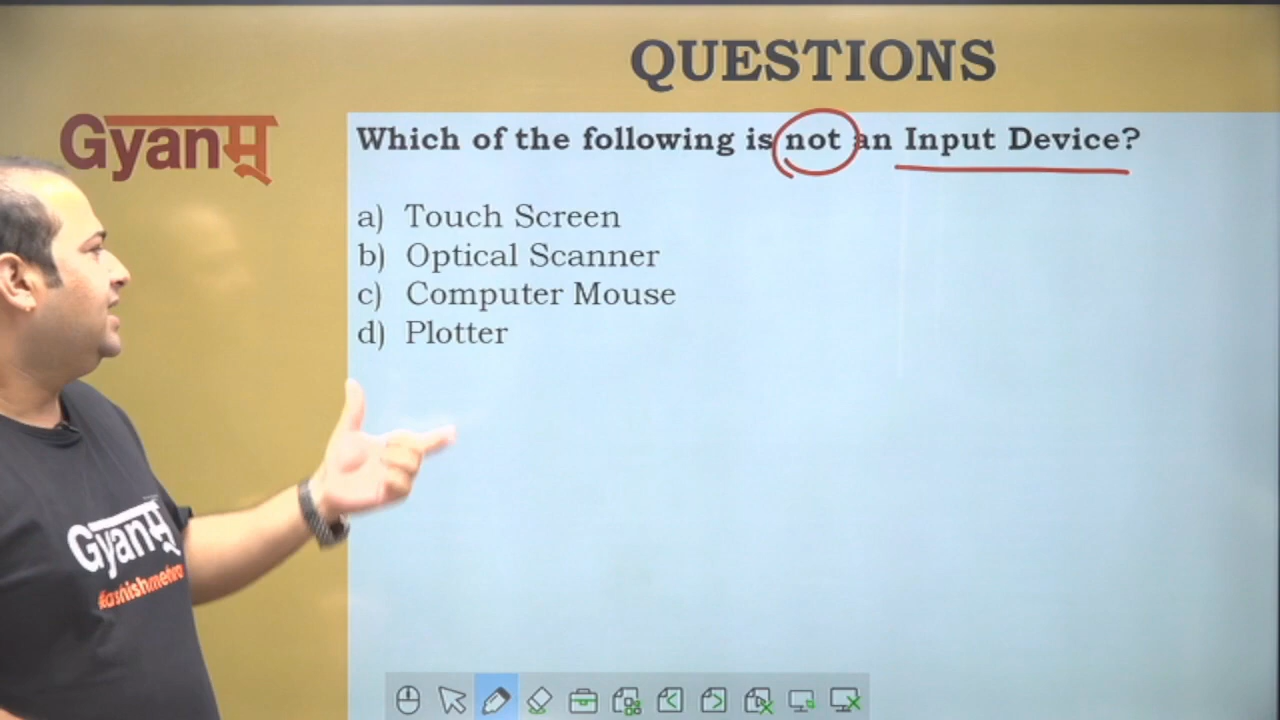 QUESTIONS
Gyanम्
Which of the following is not an Input Device?
a) Touch Screen
b) Optical Scanner
c) Computer Mouse
d) Plotter
Gyanम्
#ashishmehra